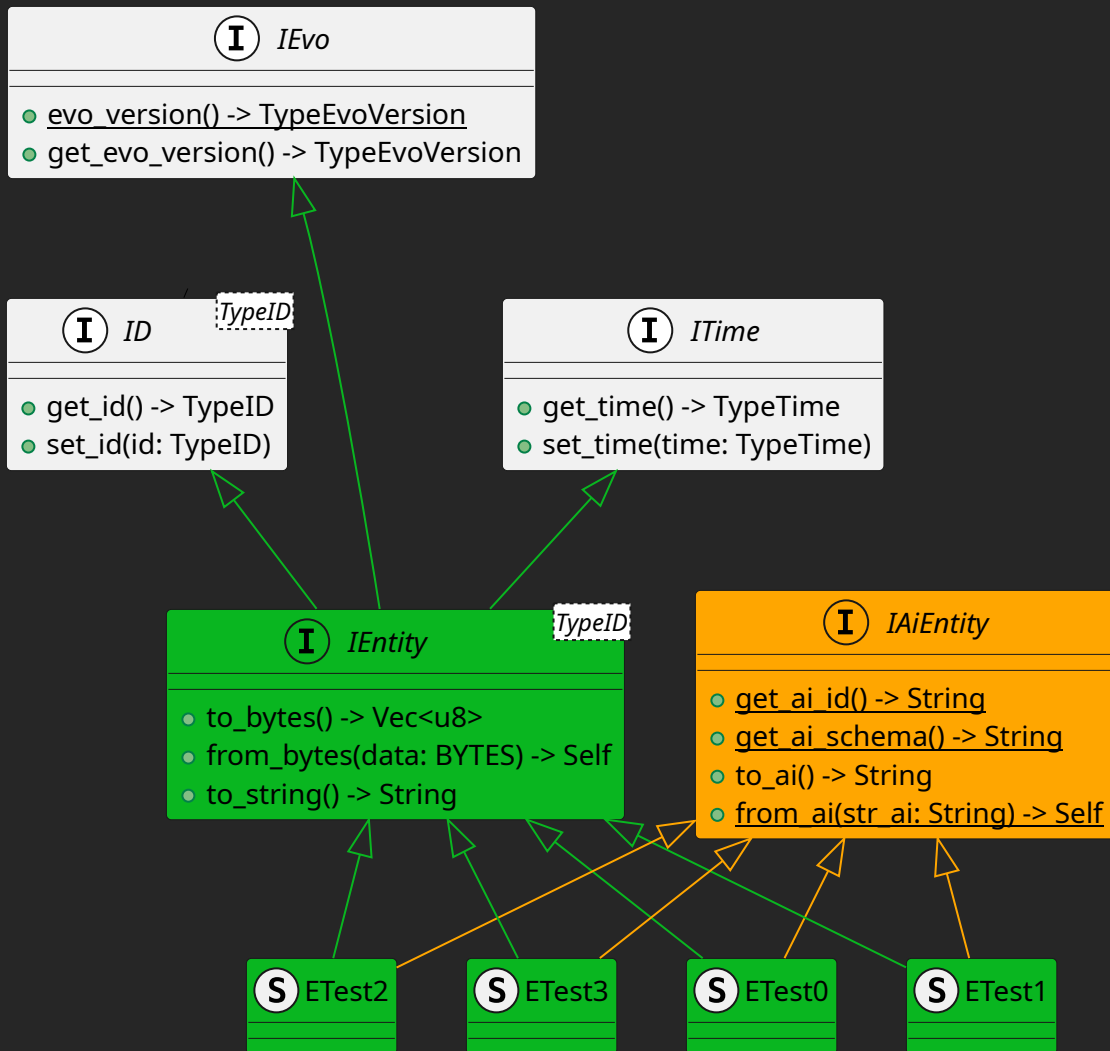 I IEvo
evo_version() -> TypeEvoVersion
get_evo_version() -> TypeEvoVersion
I ID TypeID
get_id() -> TypeID
set_id(id: TypeID)
I ITime
get_time() -> TypeTime
set_time(time: TypeTime)
I IEntity TypeID
to_bytes() -> Vec<u8>
from_bytes(data: BYTES) -> Self
to_string() -> String
I IAiEntity
get_ai_id() -> String
get_ai_schema() -> String
to_ai() -> String
from_ai(str_ai: String) -> Self
S ETest2
S ETest3
S ETest0
S ETest1